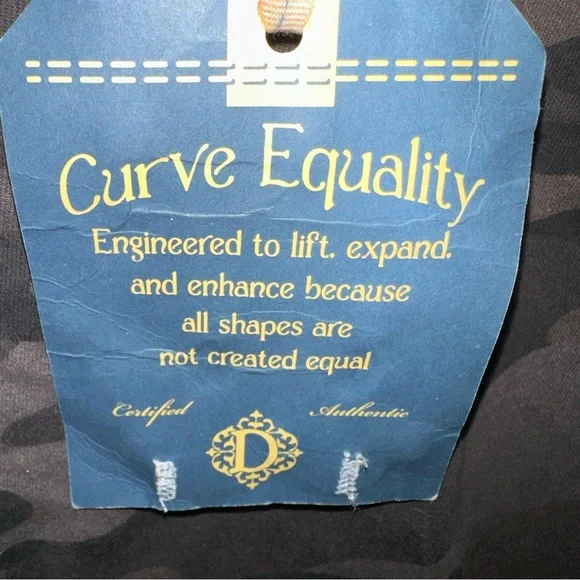 Curve Equality
Engineered to lift, expand,
and enhance because
all shapes are
not created equal
Certified Authentic
D